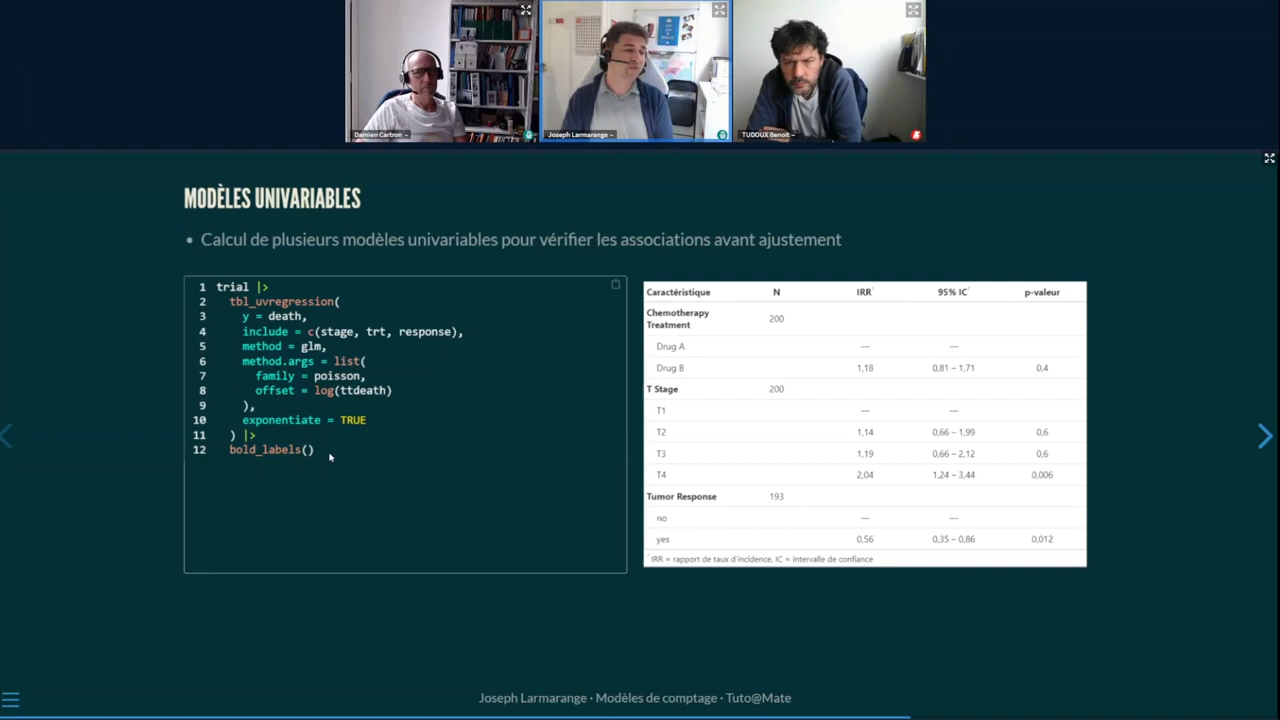 Damien Cartron –
Joseph Larmarange –
TUDOUX Benoit –
MODÈLES UNIVARIABLES
• Calcul de plusieurs modèles univariables pour vérifier les associations avant ajustement
1 trial |>
2 tbl_uvregression(
3 y = death,
4 include = c(stage, trt, response),
5 method = glm,
6 method.args = list(
7 family = poisson,
8 offset = log(ttdeath)
9 ),
10 exponentiate = TRUE
11 ) |>
12 bold_labels()
Caractéristique N IRR¹ 95% IC¹ p-valeur
Chemotherapy
Treatment 200
Drug A — —
Drug B 1,18 0,81 – 1,71 0,4
T Stage 200
T1 — —
T2 1,14 0,66 – 1,99 0,6
T3 1,19 0,66 – 2,12 0,6
T4 2,04 1,24 – 3,44 0,006
Tumor Response 193
no — —
yes 0,56 0,35 – 0,86 0,012
¹ IRR = rapport de taux d'incidence, IC = intervalle de confiance
Joseph Larmarange · Modèles de comptage · Tuto@Mate